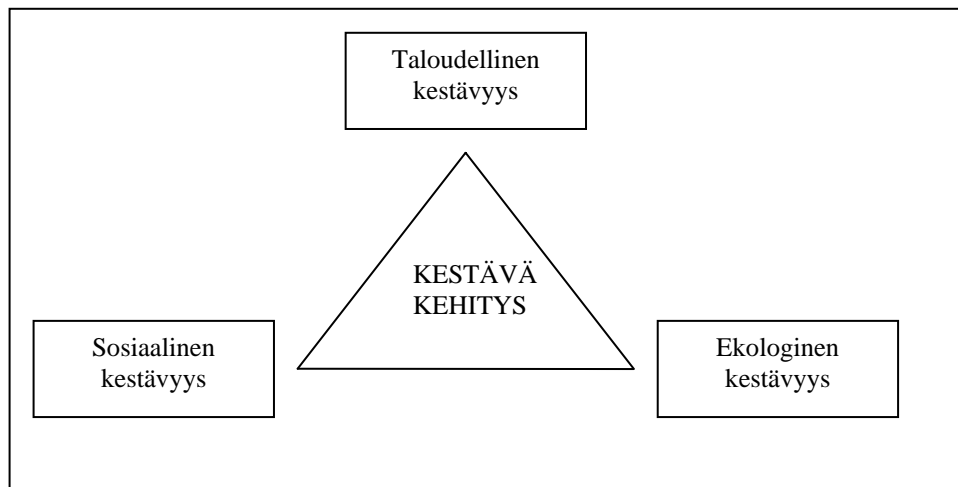 Taloudellinen
kestävyys
KESTÄVÄ
KEHITYS
Sosiaalinen
kestävyys
Ekologinen
kestävyys